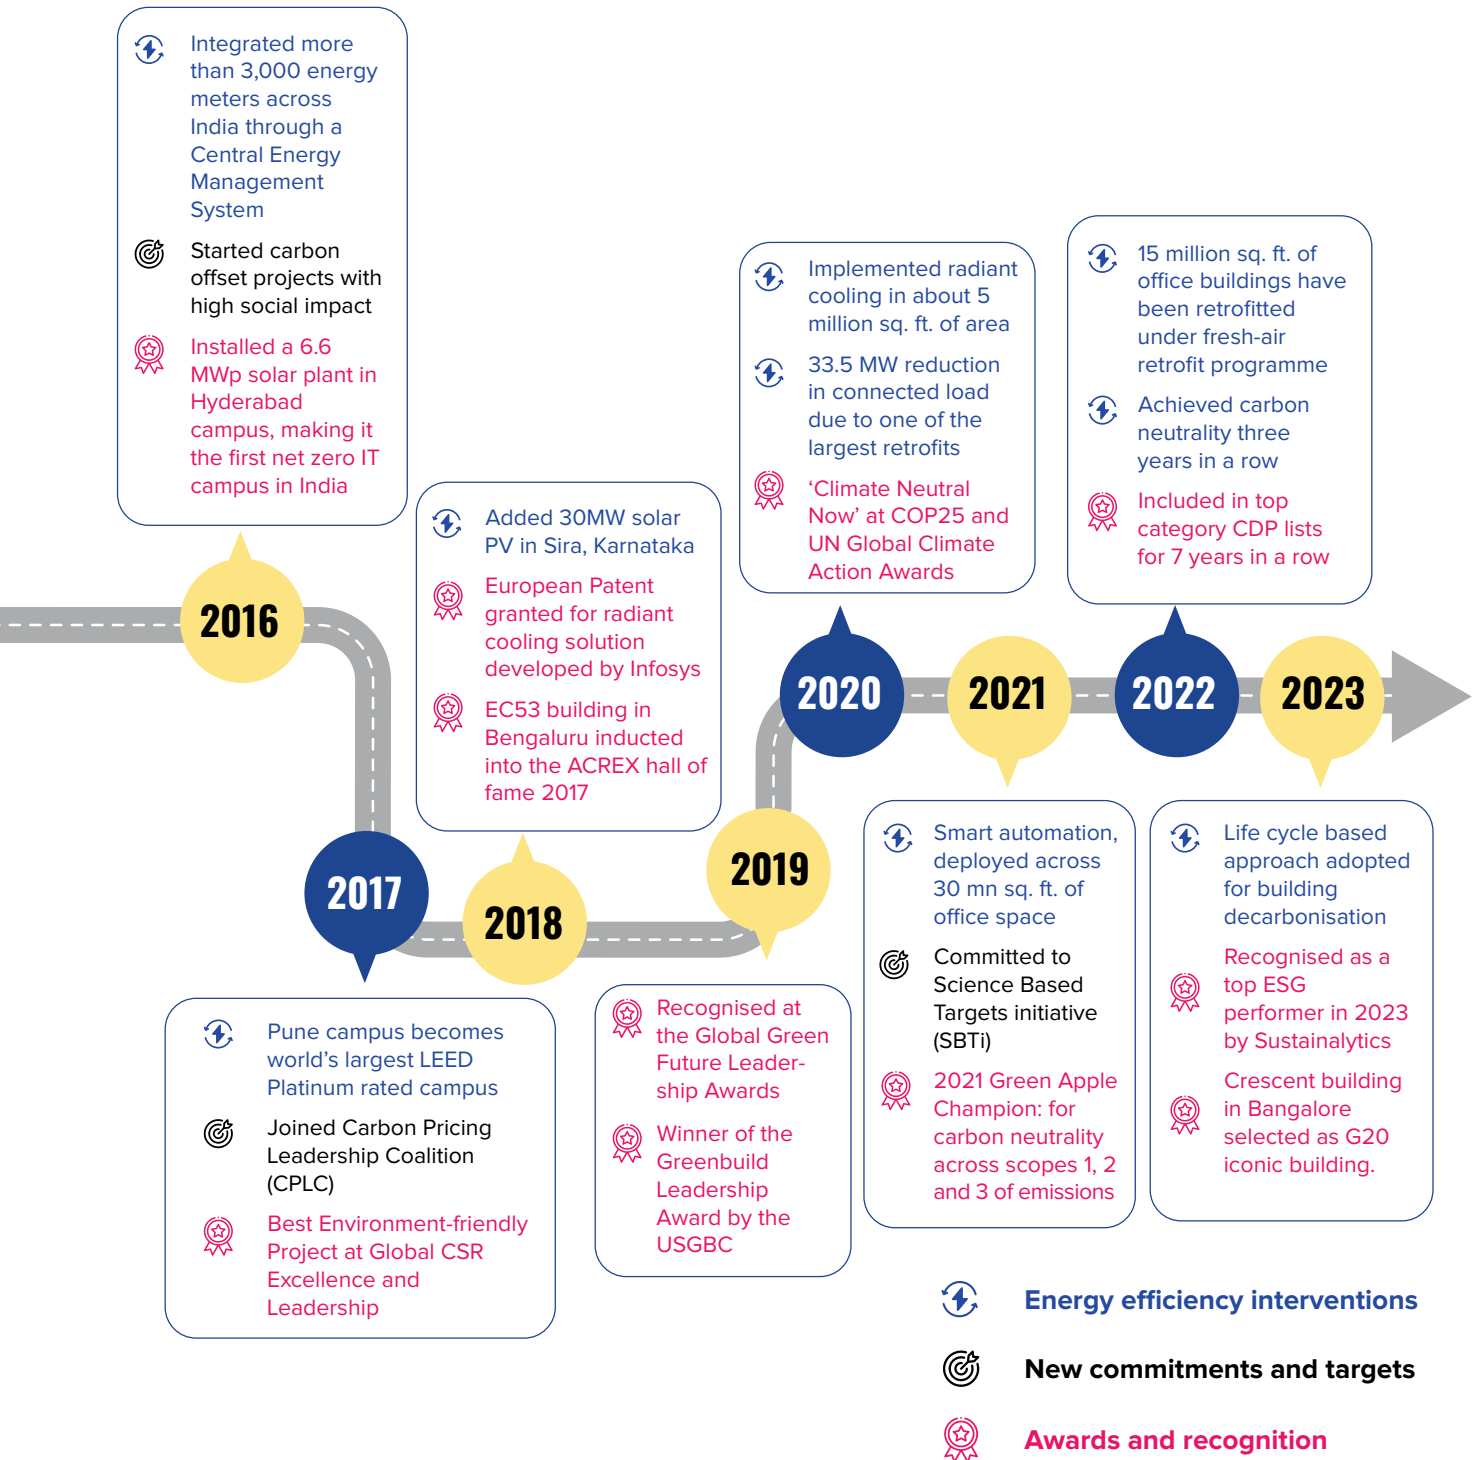 Integrated more
than 3,000 energy
meters across
India through a
Central Energy
Management
System
Started carbon
offset projects with
high social impact
Installed a 6.6
MWp solar plant in
Hyderabad
campus, making it
the first net zero IT
campus in India
2016
2017
Pune campus becomes
world's largest LEED
Platinum rated campus
Joined Carbon Pricing
Leadership Coalition
(CPLC)
Best Environment-friendly
Project at Global CSR
Excellence and
Leadership
Added 30MW solar
PV in Sira, Karnataka
European Patent
granted for radiant
cooling solution
developed by Infosys
EC53 building in
Bengaluru inducted
into the ACREX hall of
fame 2017
2018
2019
Recognised at
the Global Green
Future Leader-
ship Awards
Winner of the
Greenbuild
Leadership
Award by the
USGBC
Implemented radiant
cooling in about 5
million sq. ft. of area
33.5 MW reduction
in connected load
due to one of the
largest retrofits
‘Climate Neutral
Now’ at COP25 and
UN Global Climate
Action Awards
2020
2021
Smart automation,
deployed across
30 mn sq. ft. of
office space
Committed to
Science Based
Targets initiative
(SBTi)
2021 Green Apple
Champion: for
carbon neutrality
across scopes 1, 2
and 3 of emissions
15 million sq. ft. of
office buildings have
been retrofitted
under fresh-air
retrofit programme
Achieved carbon
neutrality three
years in a row
Included in top
category CDP lists
for 7 years in a row
2022
2023
Life cycle based
approach adopted
for building
decarbonisation
Recognised as a
top ESG
performer in 2023
by Sustainalytics
Crescent building
in Bangalore
selected as G20
iconic building.
Energy efficiency interventions
New commitments and targets
Awards and recognition